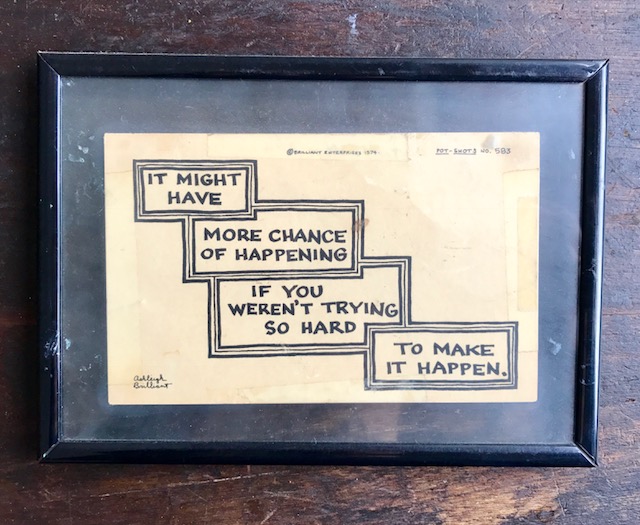 © BRILLIANT ENTERPRISES 1974.
POT-SHOTS NO. 583
IT MIGHT
HAVE
MORE CHANCE
OF HAPPENING
IF YOU
WEREN'T TRYING
SO HARD
TO MAKE
IT HAPPEN.
Ashleigh
Brilliant